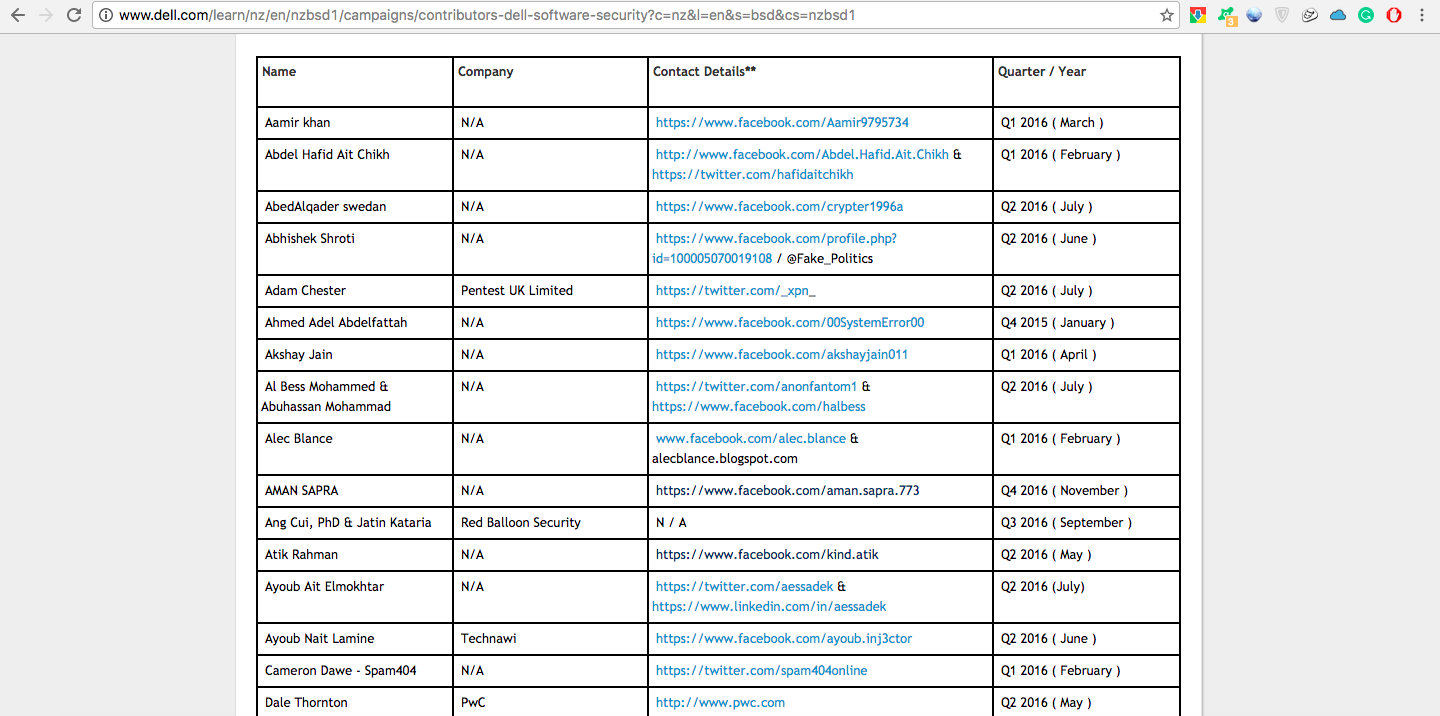 www.dell.com/learn/nz/en/nzbsd1/campaigns/contributors-dell-software-security?c=nz&l=en&s=bsd&cs=nzbsd1
3
Name Company Contact Details** Quarter / Year
Aamir khan N/A https://www.facebook.com/Aamir9795734 Q1 2016 ( March )
Abdel Hafid Ait Chikh N/A http://www.facebook.com/Abdel.Hafid.Ait.Chikh & Q1 2016 ( February )
https://twitter.com/hafidaitchikh
AbedAlqader swedan N/A https://www.facebook.com/crypter1996a Q2 2016 ( July )
Abhishek Shroti N/A https://www.facebook.com/profile.php? Q2 2016 ( June )
id=100005070019108 / @Fake_Politics
Adam Chester Pentest UK Limited https://twitter.com/_xpn_ Q2 2016 ( July )
Ahmed Adel Abdelfattah N/A https://www.facebook.com/00SystemError00 Q4 2015 ( January )
Akshay Jain N/A https://www.facebook.com/akshayjain011 Q1 2016 ( April )
Al Bess Mohammed & N/A https://twitter.com/anonfantom1 & Q2 2016 ( July )
Abuhassan Mohammad https://www.facebook.com/halbess
Alec Blance N/A www.facebook.com/alec.blance & Q1 2016 ( February )
alecblance.blogspot.com
AMAN SAPRA N/A https://www.facebook.com/aman.sapra.773 Q4 2016 ( November )
Ang Cui, PhD & Jatin Kataria Red Balloon Security N / A Q3 2016 ( September )
Atik Rahman N/A https://www.facebook.com/kind.atik Q2 2016 ( May )
Ayoub Ait Elmokhtar N/A https://twitter.com/aessadek & Q2 2016 (July)
https://www.linkedin.com/in/aessadek
Ayoub Nait Lamine Technawi https://www.facebook.com/ayoub.inj3ctor Q2 2016 ( June )
Cameron Dawe - Spam404 N/A https://twitter.com/spam404online Q1 2016 ( February )
Dale Thornton PwC http://www.pwc.com Q2 2016 ( May )